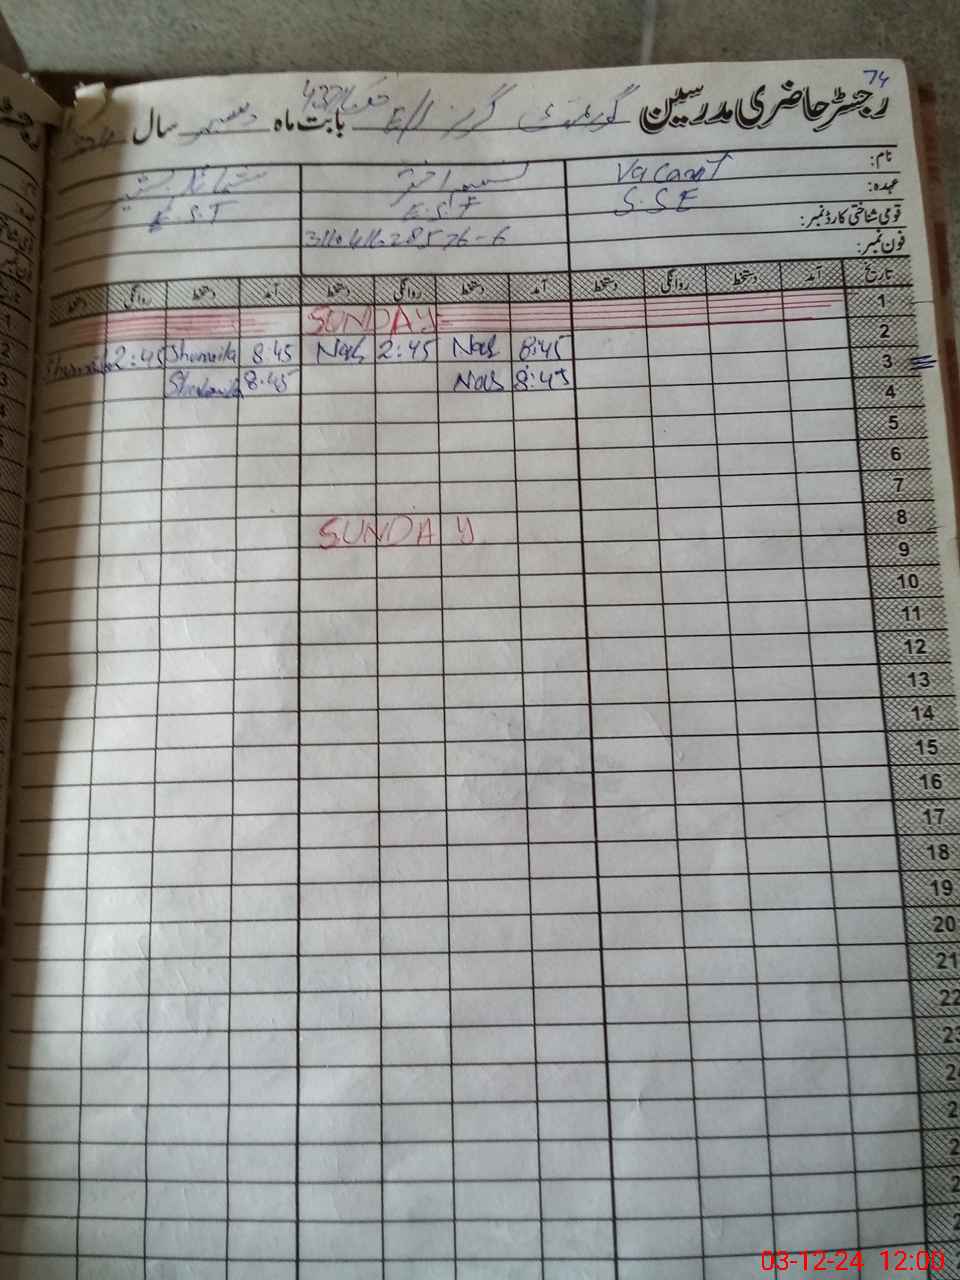 74
رجسٹر حاضری مدرسین گورنمنٹ گرلز E/S بابت ماہ دسمبر سال
نام: Vacant
عہدہ: S.S.E E.S.T E.S.T
قومی شناختی کارڈ نمبر:
فون نمبر:
تاریخ آمد دستخط روانگی دستخط آمد دستخط روانگی دستخط آمد دستخط روانگی دستخط
1 SUNDAY
2
3 8:45 Nas 2:45 Nas 8:45 Shumaila 2:45
4 8:45 Nas 8:45
5
6
7
8 SUNDAY
9
10
11
12
13
14
15
16
17
18
19
20
21
22
03-12-24 12:00